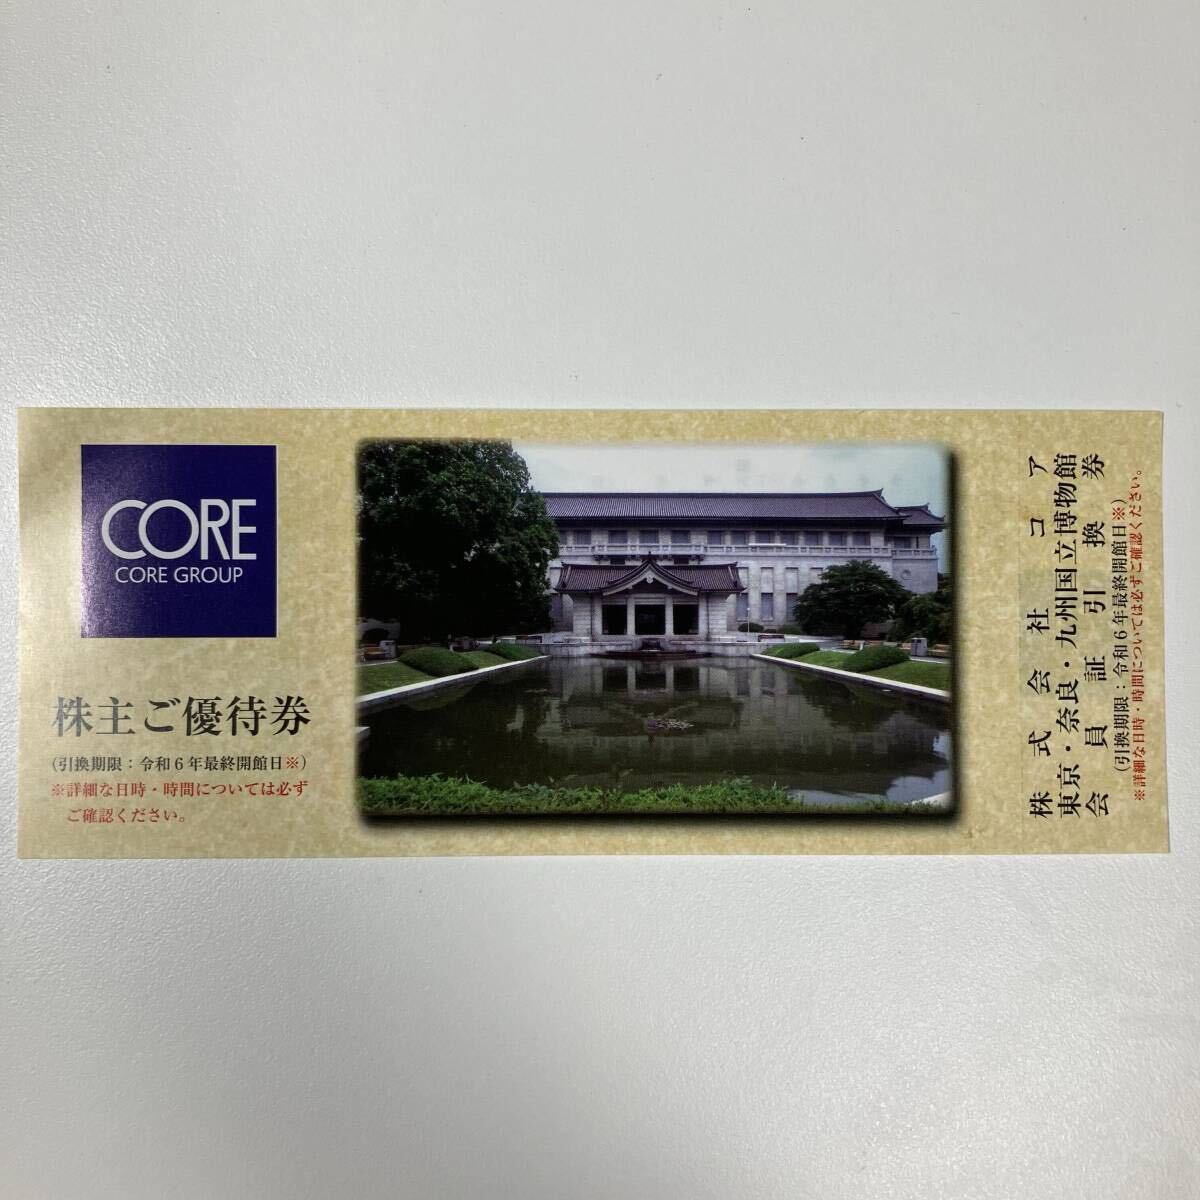 CORE
CORE GROUP
株主ご優待券
(引換期限：令和6年最終開館日※)
※詳細な日時・時間については必ず
ご確認ください。
株式会社コア
東京・奈良・九州国立博物館
会員証引換券
(引換期限：令和6年最終開館日※)
※詳細な日時・時間については必ずご確認ください。